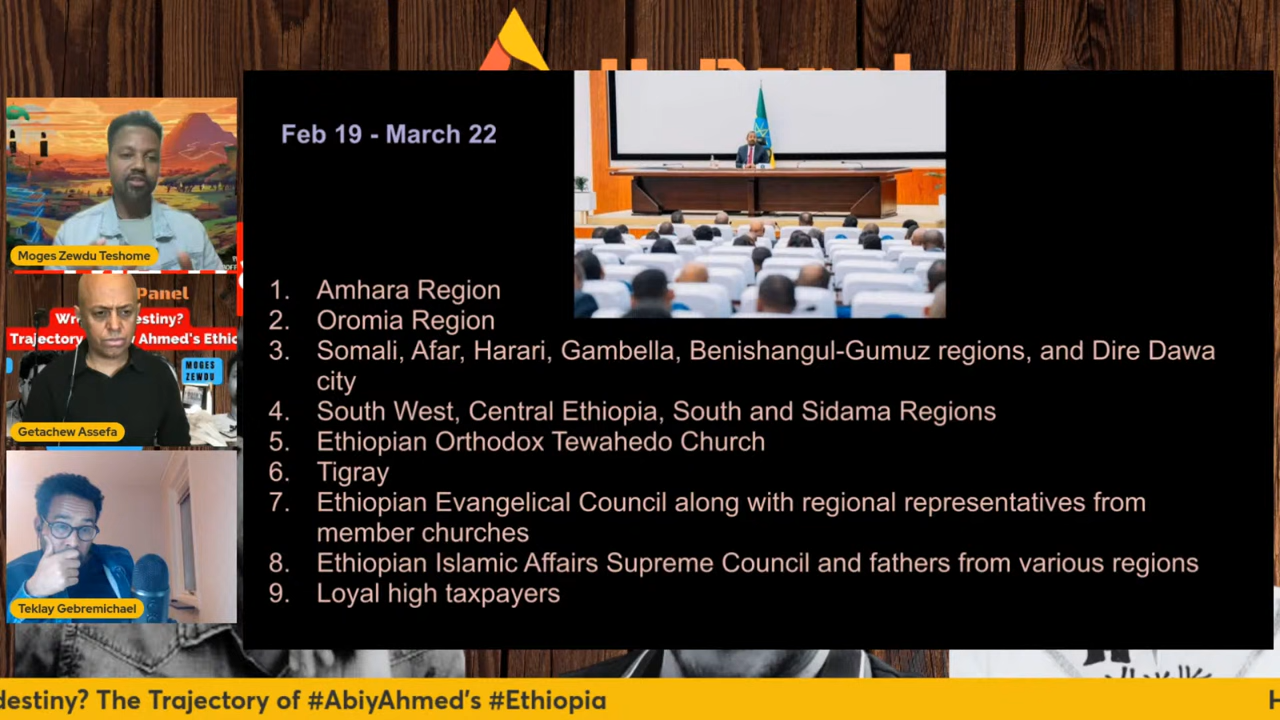 Feb 19 - March 22
1. Amhara Region
2. Oromia Region
3. Somali, Afar, Harari, Gambella, Benishangul-Gumuz regions, and Dire Dawa
city
4. South West, Central Ethiopia, South and Sidama Regions
5. Ethiopian Orthodox Tewahedo Church
6. Tigray
7. Ethiopian Evangelical Council along with regional representatives from
member churches
8. Ethiopian Islamic Affairs Supreme Council and fathers from various regions
9. Loyal high taxpayers
Moges Zewdu Teshome
Panel
Trajectory
Ahmed's
MOGES
ZEWDU
Getachew Assefa
Teklay Gebremichael
destiny? The Trajectory of #AbiyAhmed's #Ethiopia